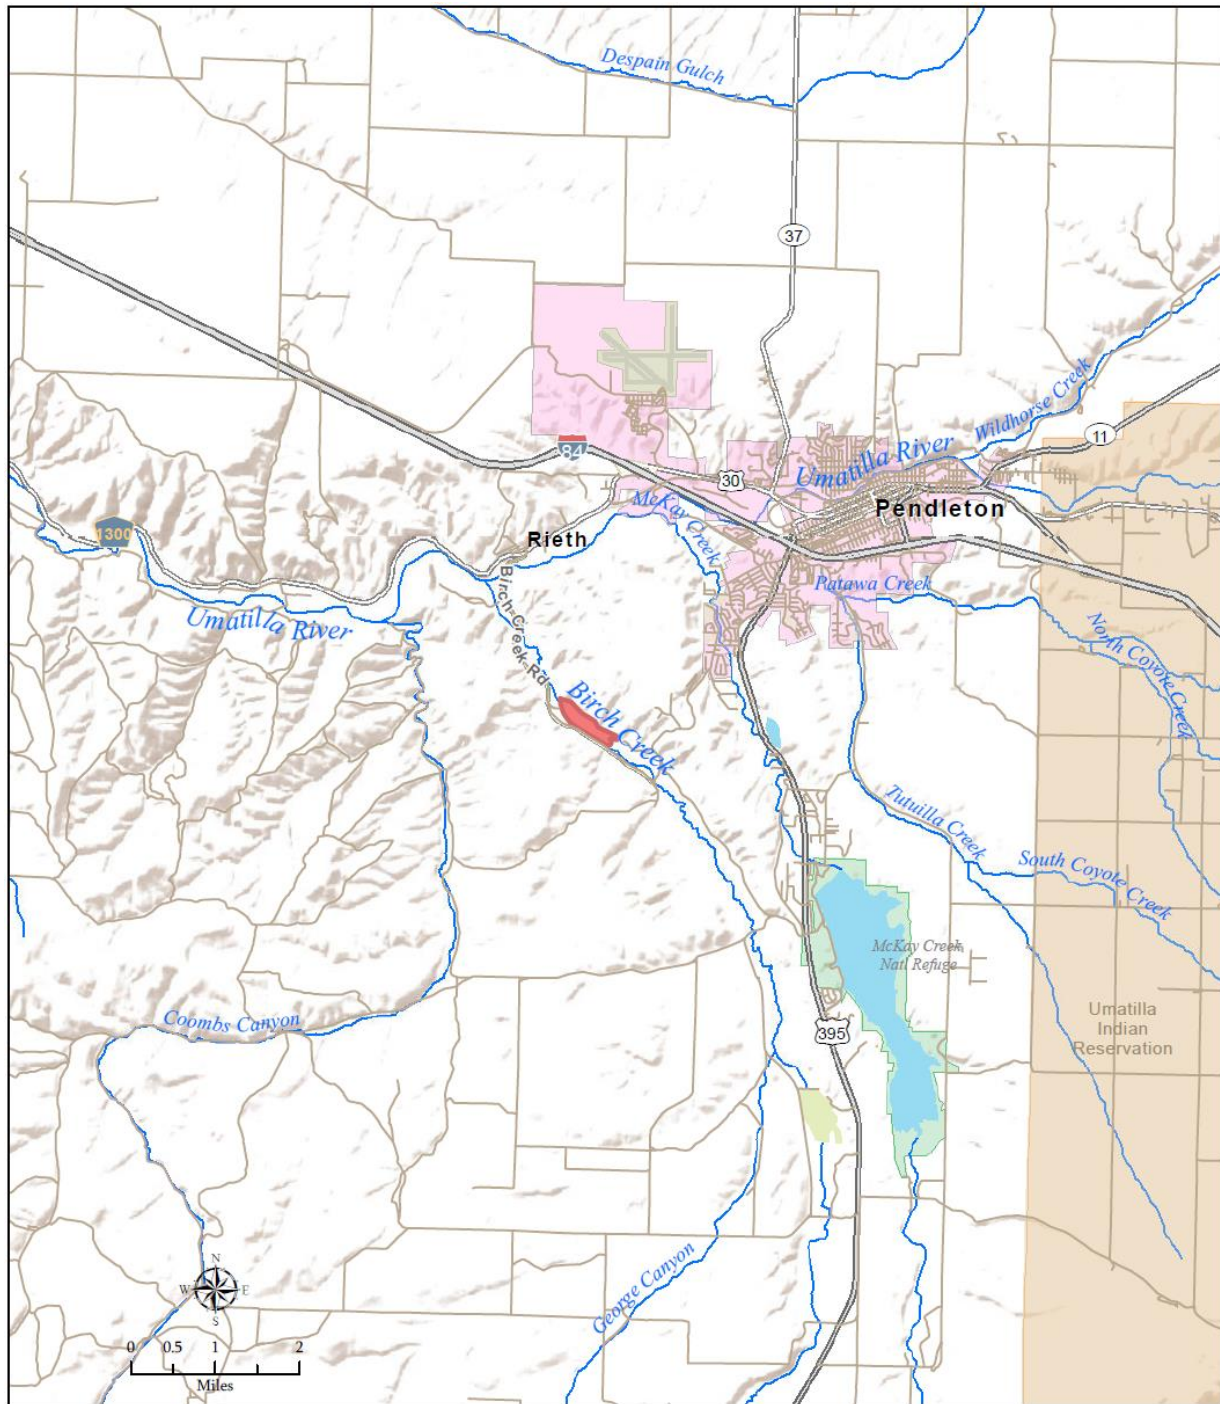 Despain Gulch
37
Wildhorse Creek
11
84
Umatilla River
30
McKay Creek
Pendleton
1300
Rieth
Patawa Creek
Birch-Creek-Rd
Umatilla River
North Coyote Creek
Birch Creek
Tutuilla Creek
South Coyote Creek
McKay Creek
Natl Refuge
Coombs Canyon
395
Umatilla
Indian
Reservation
George Canyon
N
W E
S
0 0.5 1 2
Miles